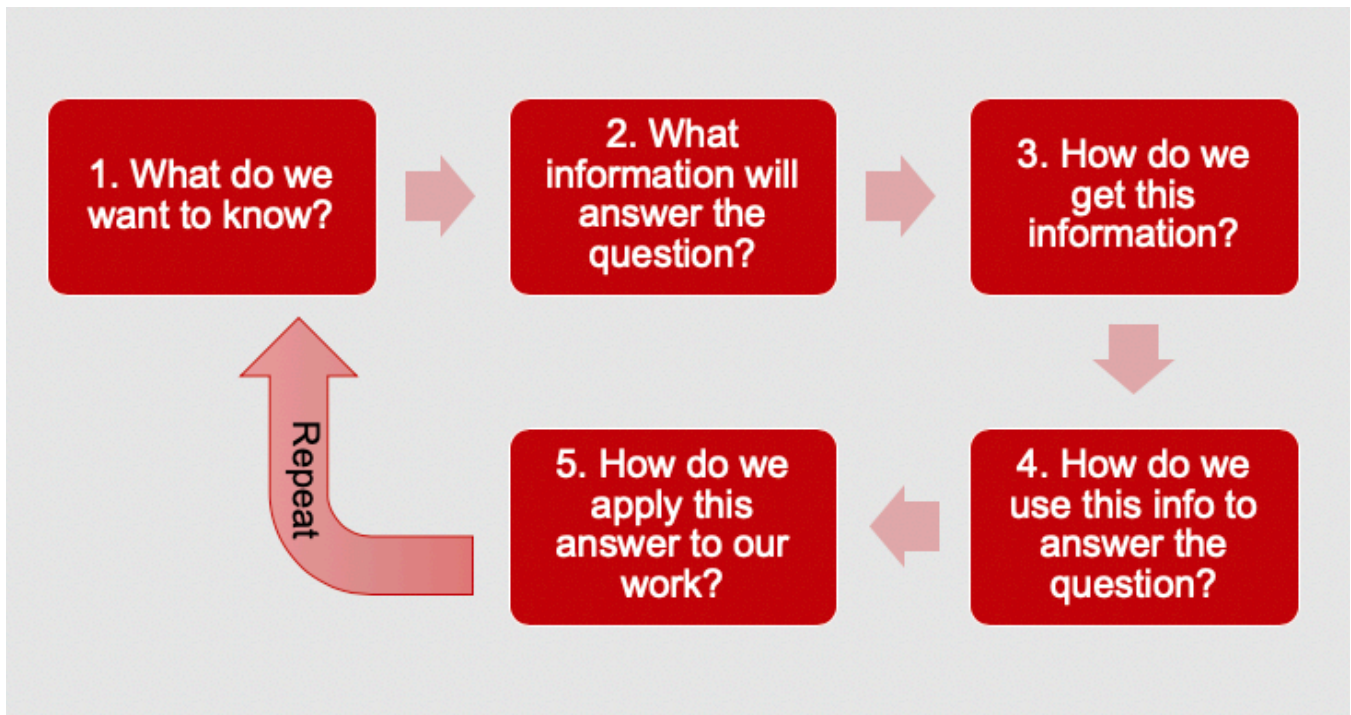 1. What do we
want to know?
2. What
information will
answer the
question?
3. How do we
get this
information?
4. How do we
use this info to
answer the
question?
5. How do we
apply this
answer to our
work?
Repeat